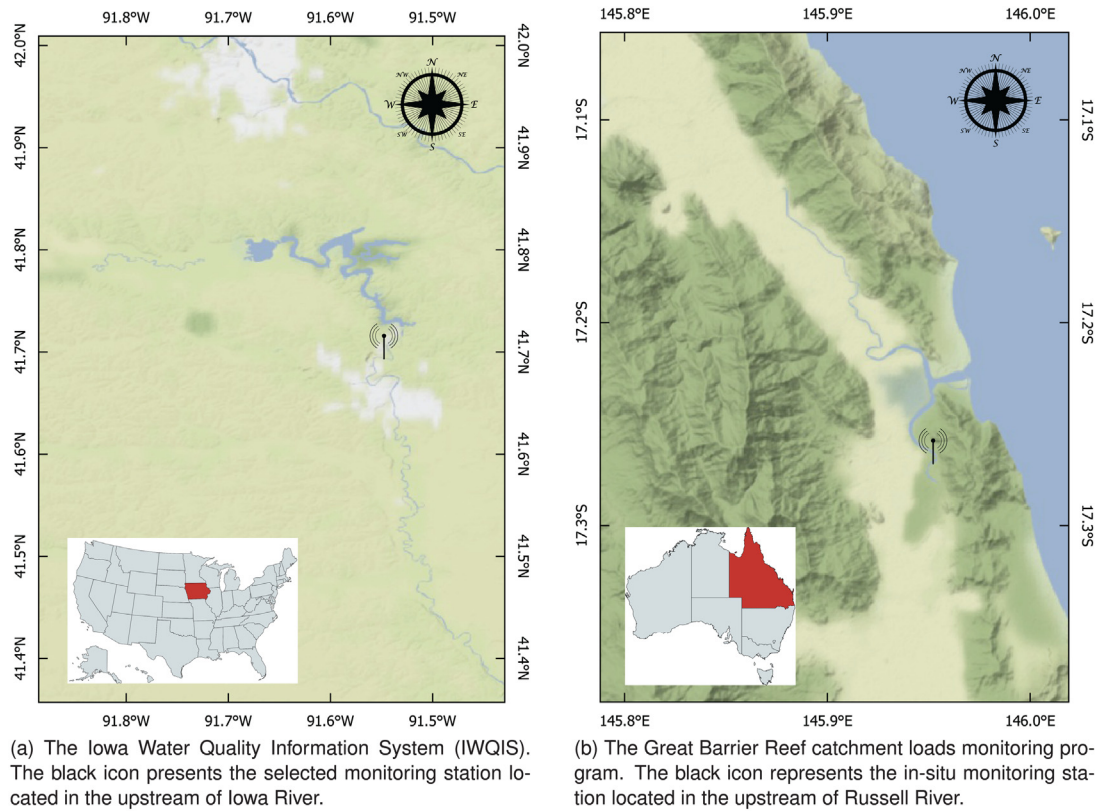 91.8°W 91.7°W 91.6°W 91.5°W
42.0°N 42.0°N
N
NW NE
W E
SW SE
S
41.9°N 41.9°N
41.8°N 41.8°N
41.7°N 41.7°N
41.6°N 41.6°N
41.5°N 41.5°N
41.4°N 41.4°N
91.8°W 91.7°W 91.6°W 91.5°W
(a) The Iowa Water Quality Information System (IWQIS).
The black icon presents the selected monitoring station lo-
cated in the upstream of Iowa River.
145.8°E 145.9°E 146.0°E
N
NW NE
W E
SW SE
S
17.1°S 17.1°S
17.2°S 17.2°S
17.3°S 17.3°S
145.8°E 145.9°E 146.0°E
(b) The Great Barrier Reef catchment loads monitoring pro-
gram. The black icon represents the in-situ monitoring sta-
tion located in the upstream of Russell River.